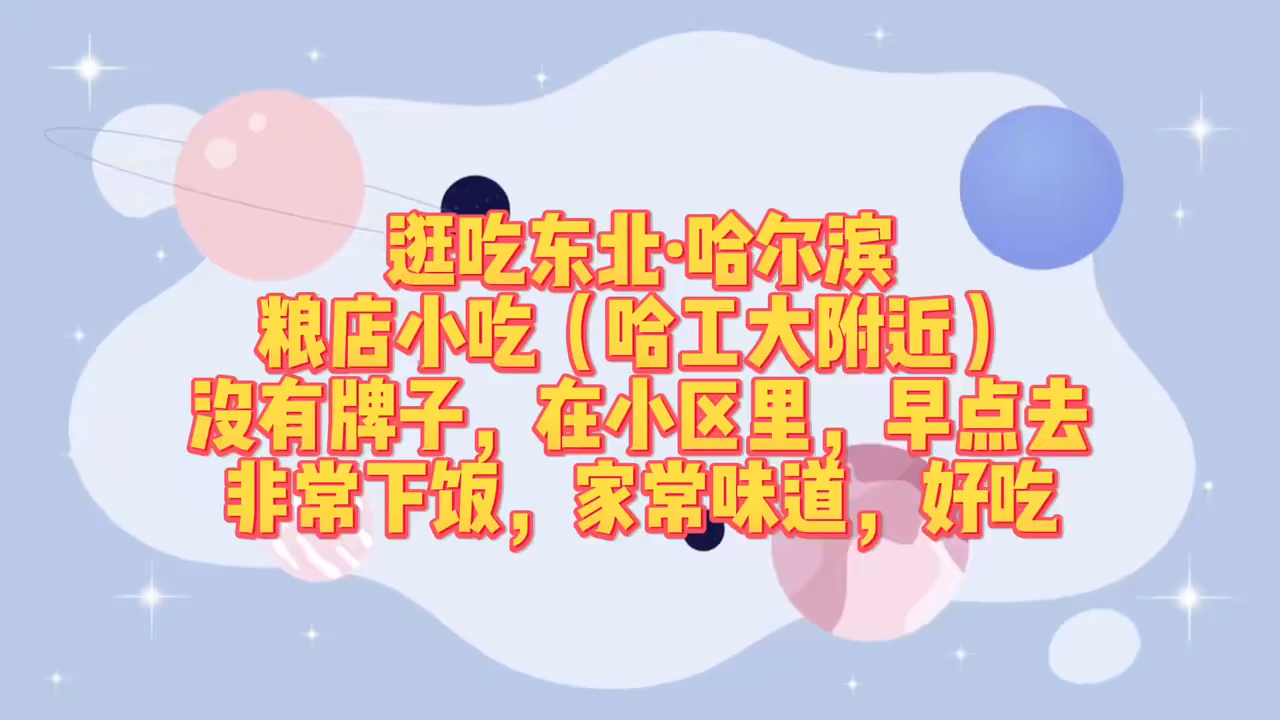 逛吃东北·哈尔滨
粮店小吃（哈工大附近）
没有牌子，在小区里，早点去
非常下饭，家常味道，好吃